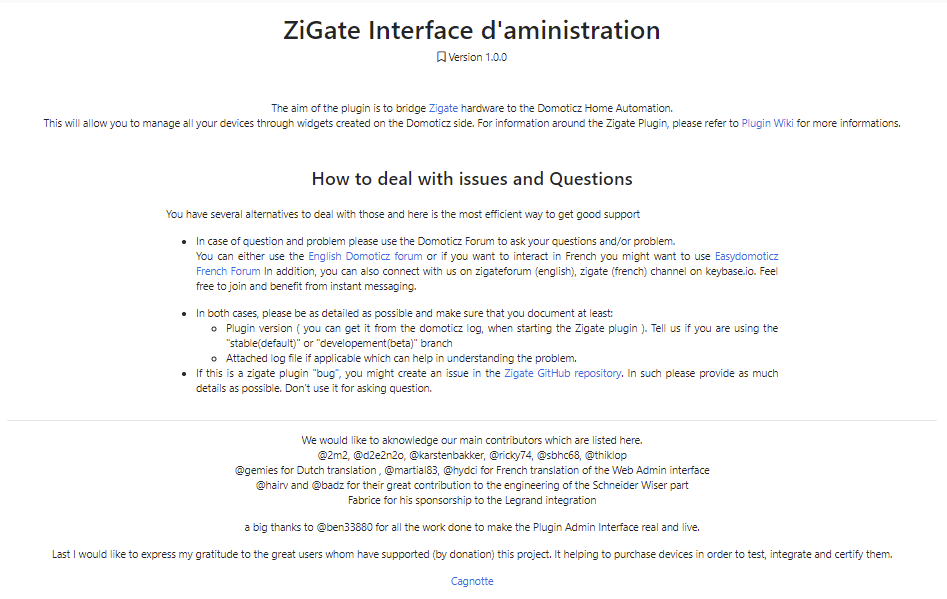 ZiGate Interface d'aministration
Version 1.0.0
The aim of the plugin is to bridge Zigate hardware to the Domoticz Home Automation.
This will allow you to manage all your devices through widgets created on the Domoticz side. For information around the Zigate Plugin, please refer to Plugin Wiki for more informations.
How to deal with issues and Questions
You have several alternatives to deal with those and here is the most efficient way to get good support
In case of question and problem please use the Domoticz Forum to ask your questions and/or problem.
You can either use the English Domoticz forum or if you want to interact in French you might want to use Easydomoticz
French Forum In addition, you can also connect with us on zigateforum (english), zigate (french) channel on keybase.io. Feel
free to join and benefit from instant messaging.
In both cases, please be as detailed as possible and make sure that you document at least:
Plugin version ( you can get it from the domoticz log, when starting the Zigate plugin ). Tell us if you are using the
"stable(default)" or "developement(beta)" branch
Attached log file if applicable which can help in understanding the problem.
If this is a zigate plugin "bug", you might create an issue in the Zigate GitHub repository. In such please provide as much
details as possible. Don't use it for asking question.
We would like to aknowledge our main contributors which are listed here.
@2m2, @d2e2n2o, @karstenbakker, @ricky74, @sbhc68, @thiklop
@gemies for Dutch translation , @martial83, @hydci for French translation of the Web Admin interface
@hairv and @badz for their great contribution to the engineering of the Schneider Wiser part
Fabrice for his sponsorship to the Legrand integration
a big thanks to @ben33880 for all the work done to make the Plugin Admin Interface real and live.
Last I would like to express my gratitude to the great users whom have supported (by donation) this project. It helping to purchase devices in order to test, integrate and certify them.
Cagnotte